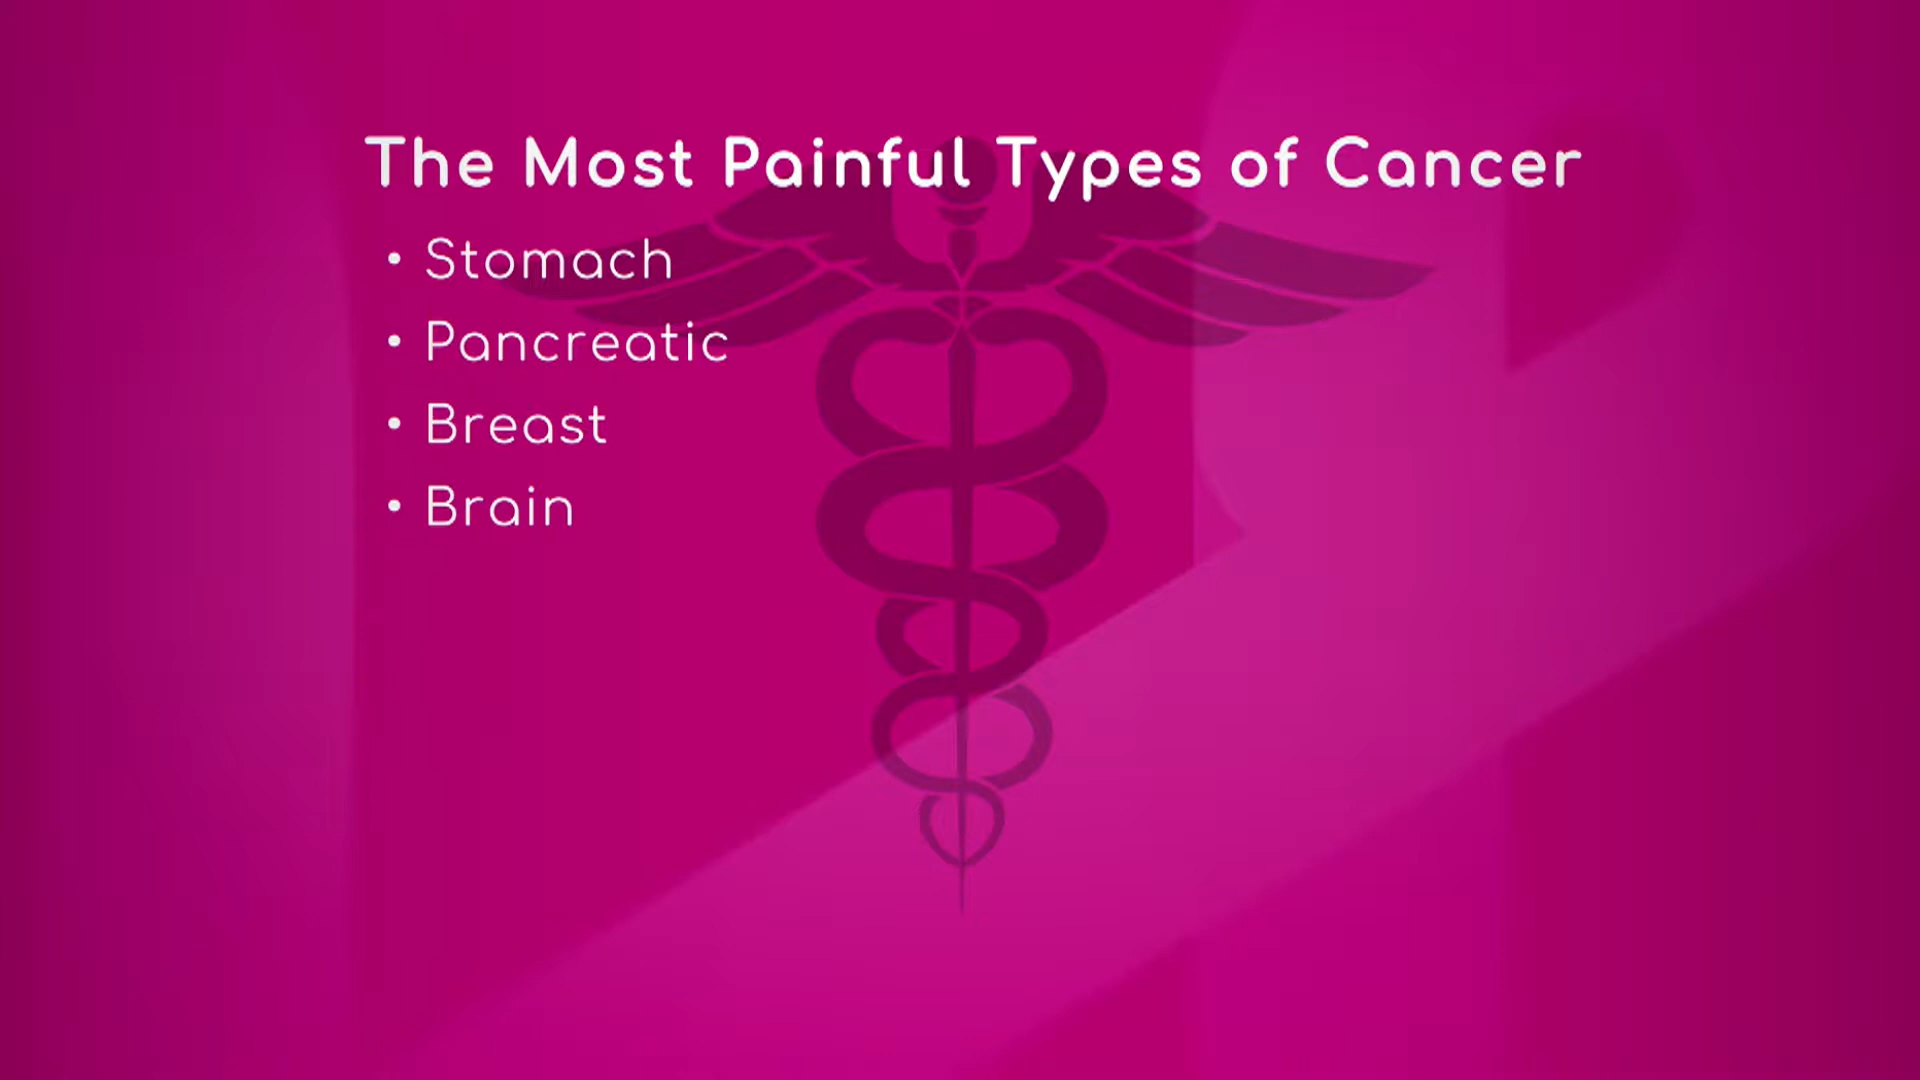 The Most Painful Types of Cancer
• Stomach
• Pancreatic
• Breast
• Brain